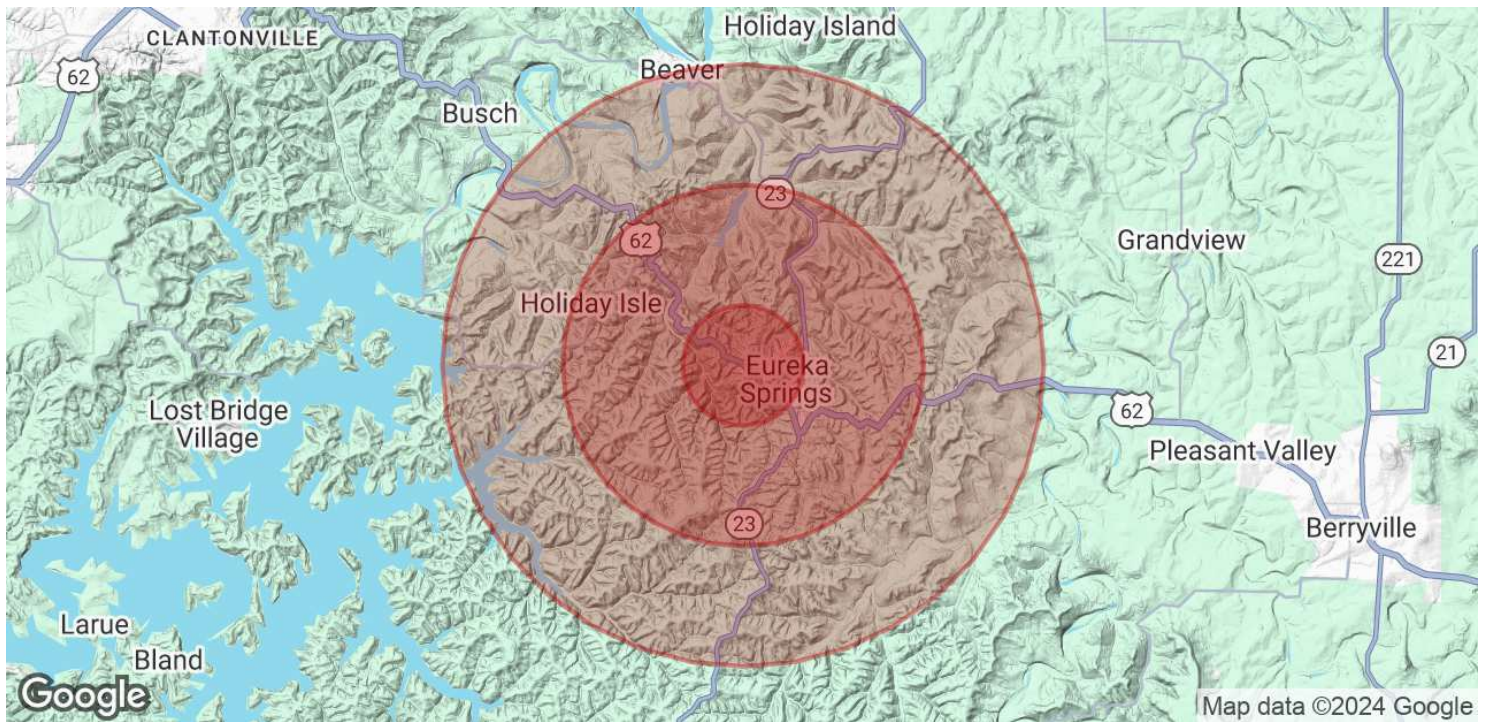 Holiday Island
CLANTONVILLE
62
Beaver
Busch
23
62
Grandview
221
Holiday Isle
21
Eureka
Springs
Lost Bridge
Village
62
Pleasant Valley
23
Berryville
Larue
Bland
Google
Map data ©2024 Google